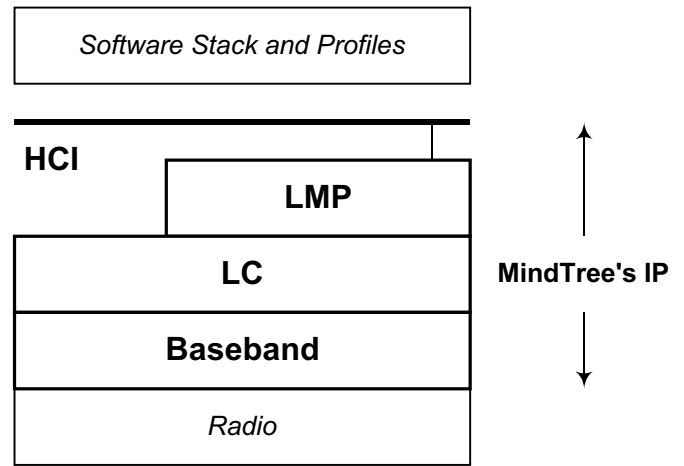 Software Stack and Profiles
HCI
LMP
LC
MindTree's IP
Baseband
Radio